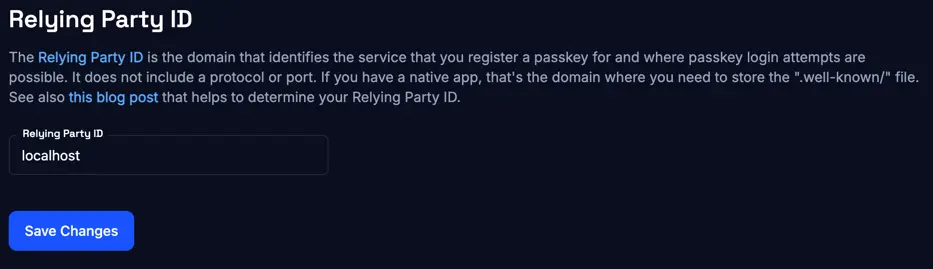 Relying Party ID
The Relying Party ID is the domain that identifies the service that you register a passkey for and where passkey login attempts are
possible. It does not include a protocol or port. If you have a native app, that's the domain where you need to store the ".well-known/" file.
See also this blog post that helps to determine your Relying Party ID.
Relying Party ID
localhost
Save Changes